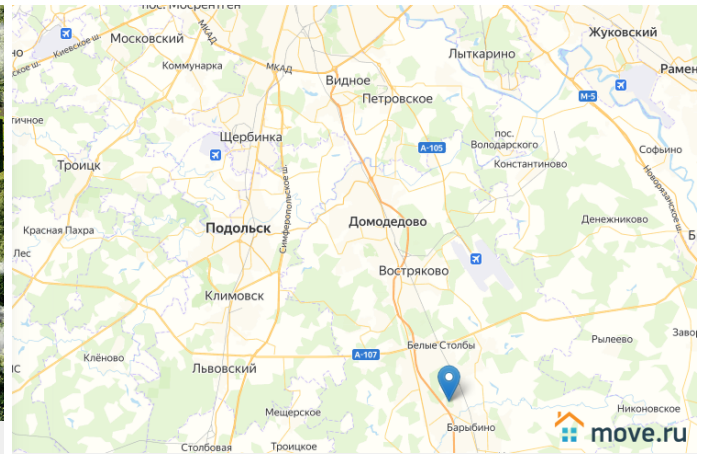 пос. Мосрентген
Московский
МКАД
Киевское ш.
Жуковский
Лыткарино
Коммунарка
МКАД
Рамен
Видное
Петровское
М-5
Щербинка
А-105
пос.
Володарского
Софьино
Троицк
Константиново
Симферопольское ш.
Новорязанское ш.
Красная Пахра
Подольск
Домодедово
Денежниково
Б
Лес
Востряково
Климовск
Белые Столбы
Рылеево
Клёново
А-107
Львовский
Мещерское
Никоновское
Барыбино
move.ru
Столбовая
Троицкое